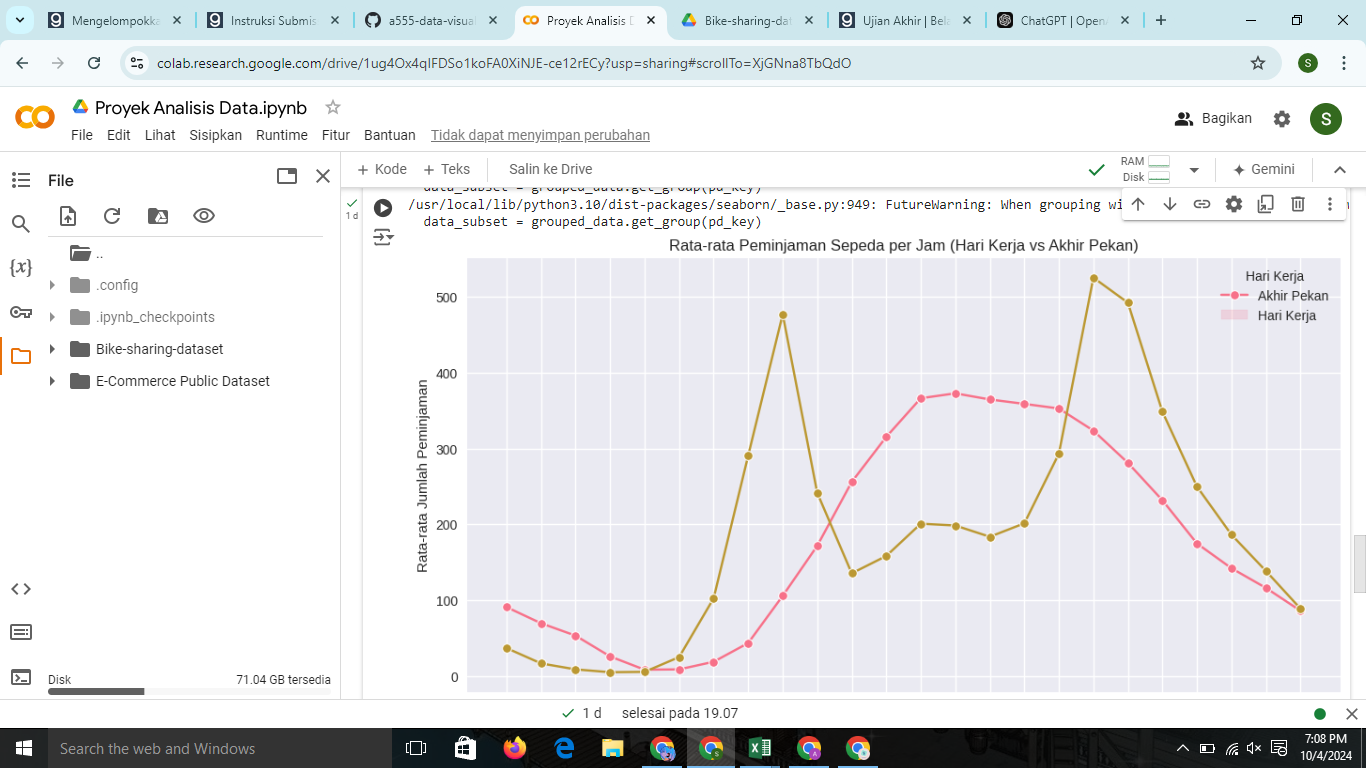 Mengelompokka
Instruksi Submis
a555-data-visual
Proyek Analisis D
Bike-sharing-dat
Ujian Akhir | Bela
ChatGPT | OpenA
colab.research.google.com/drive/1ug4Ox4qIFDSo1koFA0XiNJE-ce12rECy?usp=sharing#scrollTo=XjGNna8TbQdO
S
Proyek Analisis Data.ipynb
File Edit Lihat Sisipkan Runtime Fitur Bantuan Tidak dapat menyimpan perubahan
Bagikan
S
File
+ Kode + Teks Salin ke Drive
RAM
Disk
Gemini
1 d
data_subset = grouped_data.get_group(pd_key)
/usr/local/lib/python3.10/dist-packages/seaborn/_base.py:949: FutureWarning: When grouping wi
data_subset = grouped_data.get_group(pd_key)
..
.config
.ipynb_checkpoints
Bike-sharing-dataset
E-Commerce Public Dataset
Rata-rata Peminjaman Sepeda per Jam (Hari Kerja vs Akhir Pekan)
Hari Kerja
Akhir Pekan
Hari Kerja
Rata-rata Jumlah Peminjaman
500
400
300
200
100
0
Disk 71.04 GB tersedia
1 d selesai pada 19.07
Search the web and Windows
7:08 PM
10/4/2024